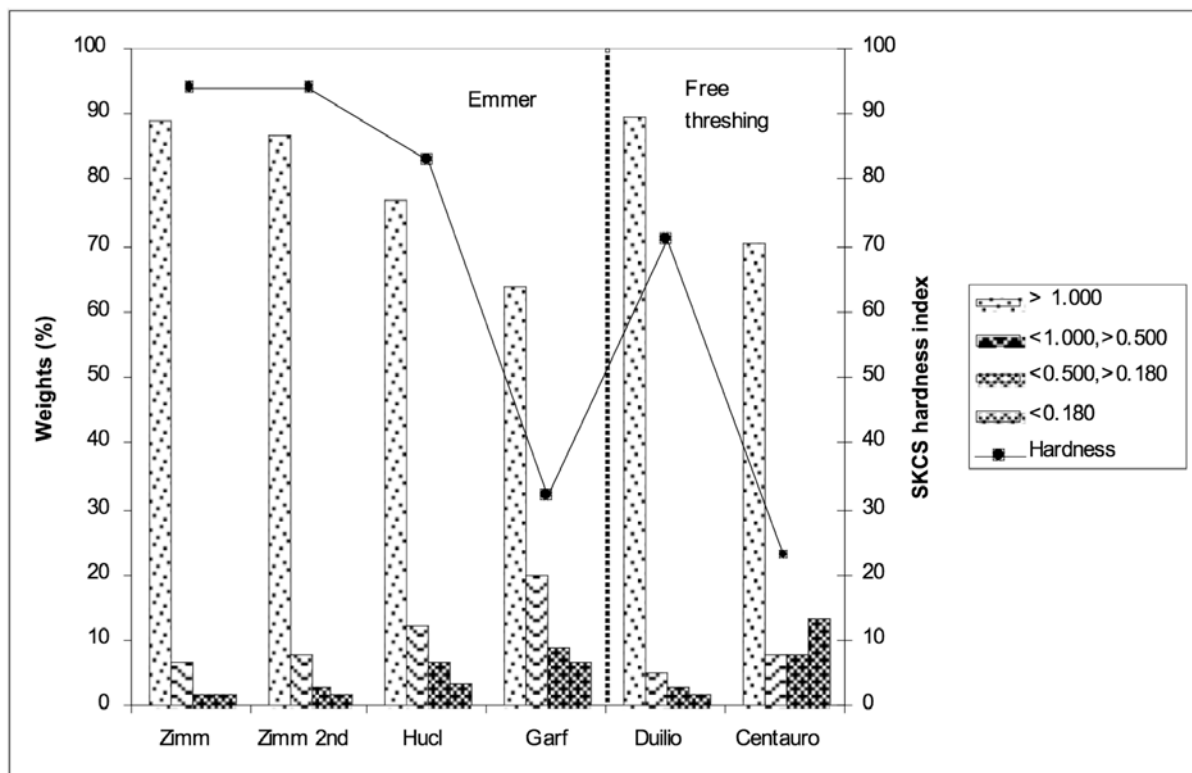 100
90
80
70
60
50
40
30
20
10
0
Weights (%)
Emmer
Free
threshing
100
90
80
70
60
50
40
30
20
10
0
SKCS hardness index
Zimm
Zimm 2nd
Hucl
Garf
Duilio
Centauro
> 1.000
<1.000,>0.500
<0.500,>0.180
<0.180
Hardness